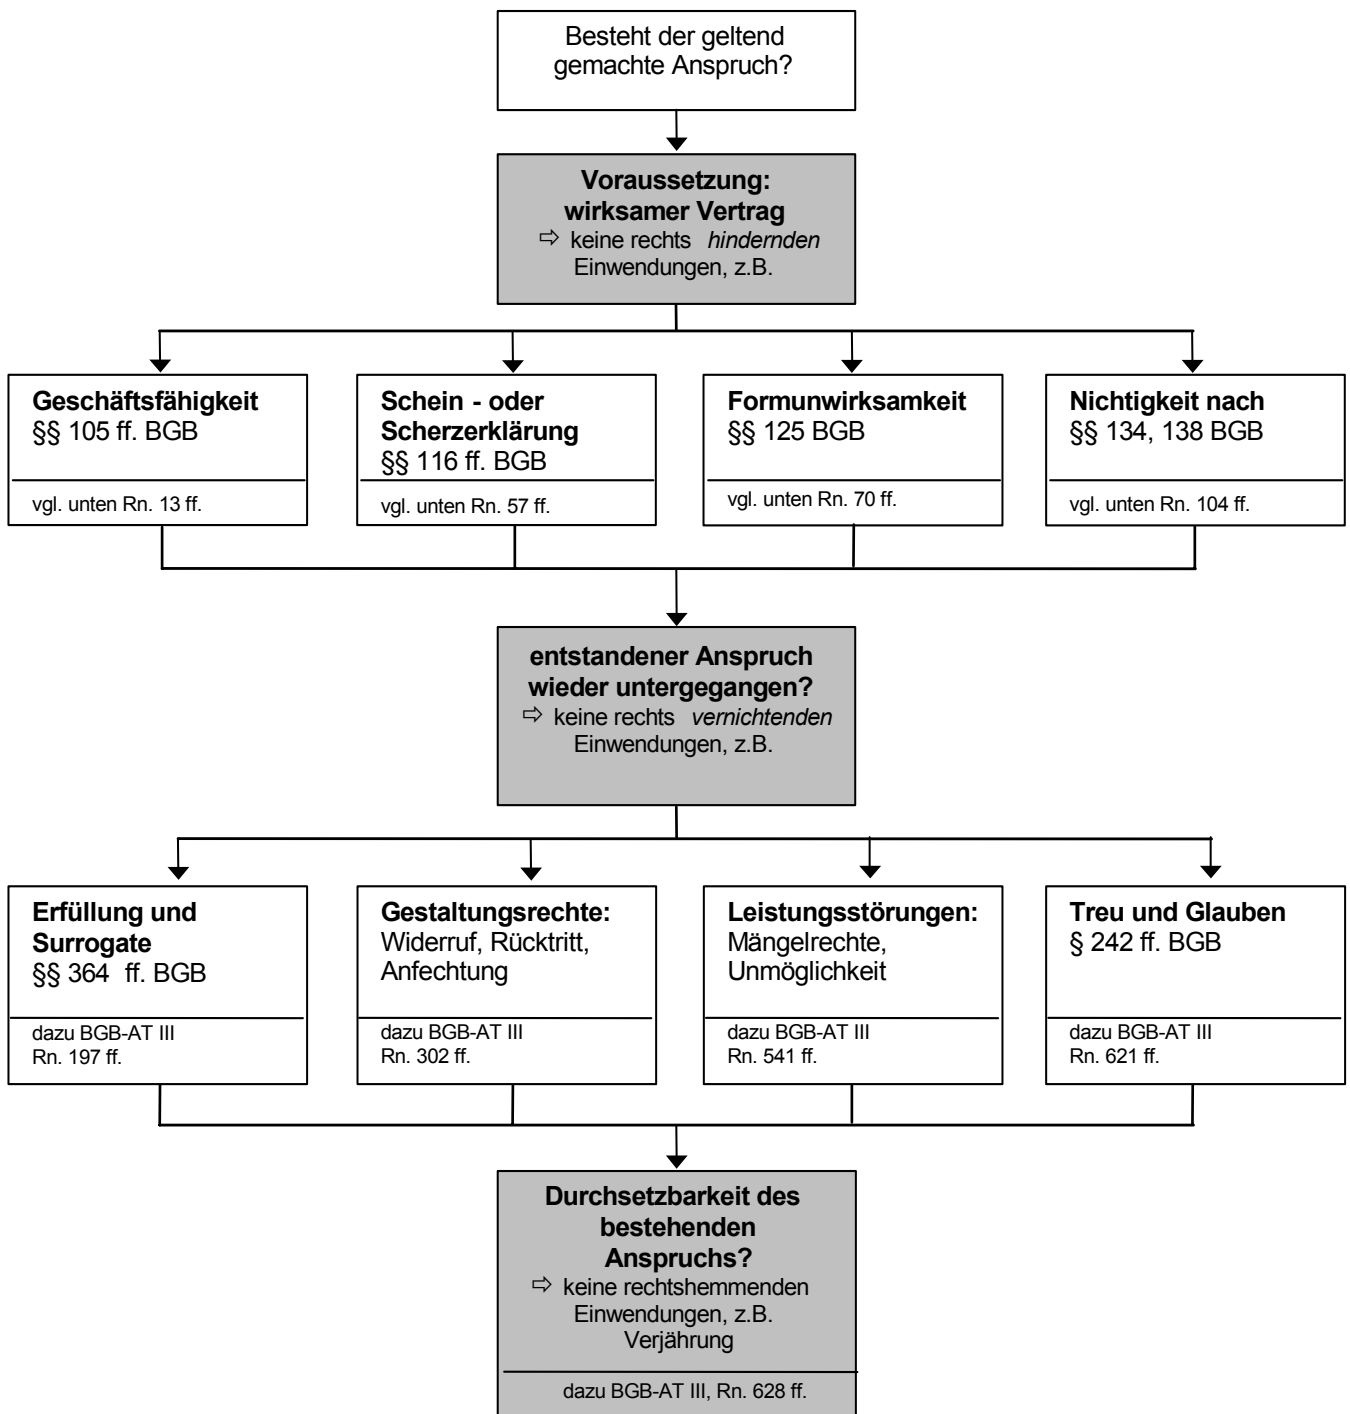 Besteht der geltend
gemachte Anspruch?
Voraussetzung:
wirksamer Vertrag
⇨ keine rechts hindernden
Einwendungen, z.B.
Geschäftsfähigkeit
§§ 105 ff. BGB
vgl. unten Rn. 13 ff.
Schein - oder
Scherzerklärung
§§ 116 ff. BGB
vgl. unten Rn. 57 ff.
Formunwirksamkeit
§§ 125 BGB
vgl. unten Rn. 70 ff.
Nichtigkeit nach
§§ 134, 138 BGB
vgl. unten Rn. 104 ff.
entstandener Anspruch
wieder untergegangen?
⇨ keine rechts vernichtenden
Einwendungen, z.B.
Erfüllung und
Surrogate
§§ 364 ff. BGB
dazu BGB-AT III
Rn. 197 ff.
Gestaltungsrechte:
Widerruf, Rücktritt,
Anfechtung
dazu BGB-AT III
Rn. 302 ff.
Leistungsstörungen:
Mängelrechte,
Unmöglichkeit
dazu BGB-AT III
Rn. 541 ff.
Treu und Glauben
§ 242 ff. BGB
dazu BGB-AT III
Rn. 621 ff.
Durchsetzbarkeit des
bestehenden
Anspruchs?
⇨ keine rechtshemmenden
Einwendungen, z.B.
Verjährung
dazu BGB-AT III, Rn. 628 ff.